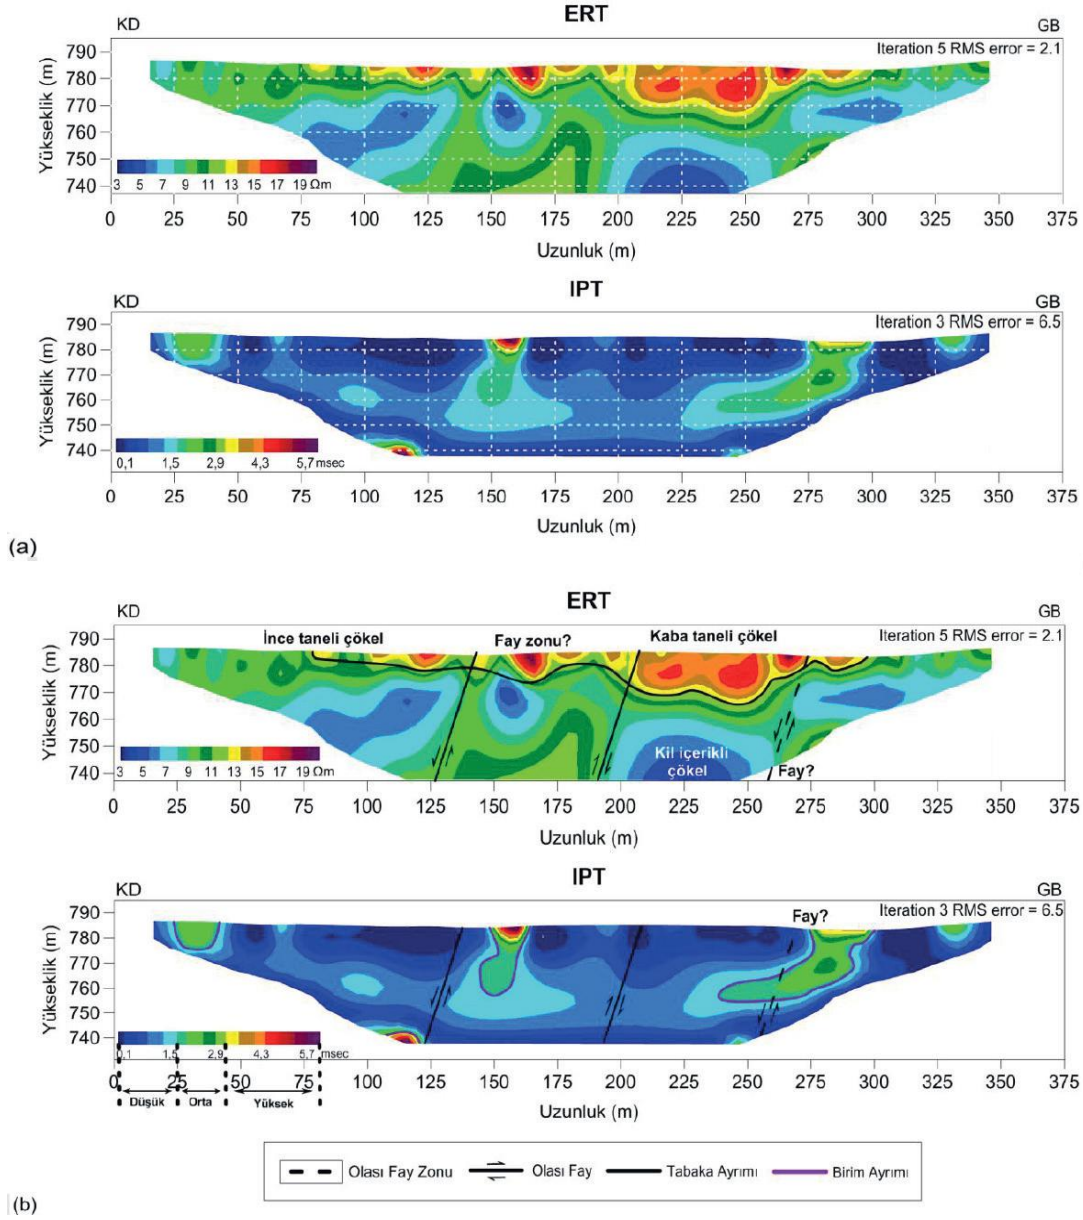 ERT
KD
GB
Iteration 5 RMS error = 2.1
Yükseklik (m)
790
780
770
760
750
740
3 5 7 9 11 13 15 17 19 Ωm
0 25 50 75 100 125 150 175 200 225 250 275 300 325 350 375
Uzunluk (m)
IPT
KD
GB
Iteration 3 RMS error = 6.5
Yükseklik (m)
790
780
770
760
750
740
0,1 1,5 2,9 4,3 5,7 msec
0 25 50 75 100 125 150 175 200 225 250 275 300 325 350 375
Uzunluk (m)
(a)
ERT
KD
GB
İnce taneli çökel
Fay zonu?
Kaba taneli çökel
Iteration 5 RMS error = 2.1
Yükseklik (m)
790
780
770
760
750
740
Kil içerikli
çökel
Fay?
3 5 7 9 11 13 15 17 19 Ωm
0 25 50 75 100 125 150 175 200 225 250 275 300 325 350 375
Uzunluk (m)
IPT
KD
GB
Fay?
Iteration 3 RMS error = 6.5
Yükseklik (m)
790
780
770
760
750
740
0,1 1,5 2,9 4,3 5,7 msec
0 25 50 75 100 125 150 175 200 225 250 275 300 325 350 375
Düşük Orta Yüksek
Uzunluk (m)
Olası Fay Zonu
Olası Fay
Tabaka Ayrımı
Birim Ayrımı
(b)